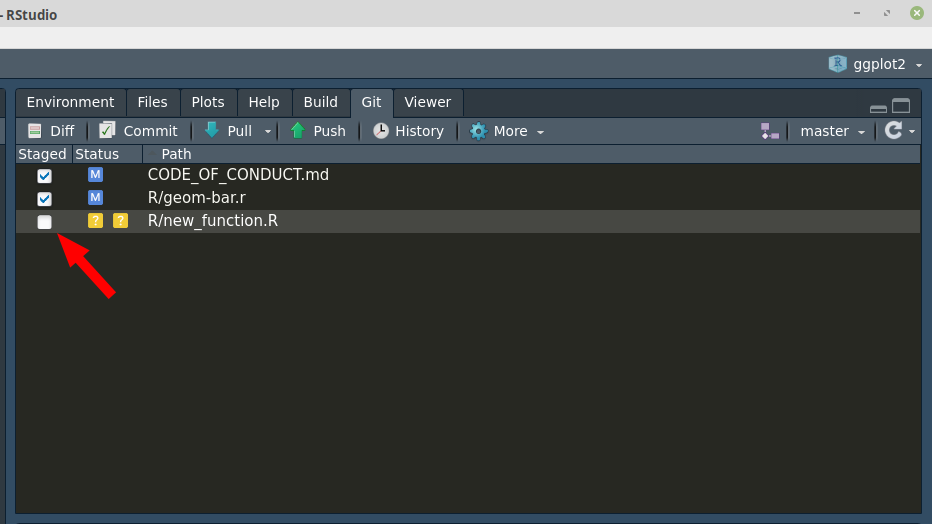 - RStudio
R ggplot2
Environment Files Plots Help Build Git Viewer
Diff Commit Pull Push History More master
Staged Status Path
M CODE_OF_CONDUCT.md
M R/geom-bar.r
? ? R/new_function.R